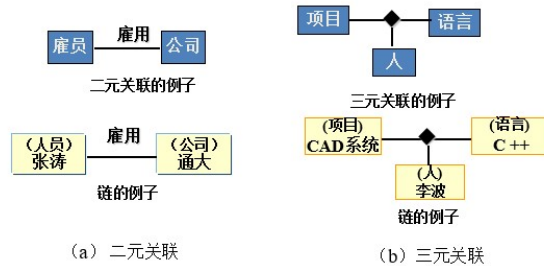 雇员 雇用 公司
二元关联的例子
(人员) 雇用 (公司)
张涛 通大
链的例子
(a) 二元关联
项目 语言
人
三元关联的例子
(项目) (语言)
CAD系统 C ++
(人)
李波
链的例子
(b) 三元关联